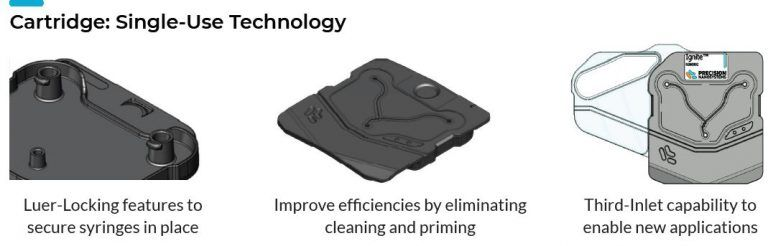 Cartridge: Single-Use Technology
Ignite™
PRECISION
NANOSYSTEMS
Luer-Locking features to
secure syringes in place
Improve efficiencies by eliminating
cleaning and priming
Third-Inlet capability to
enable new applications